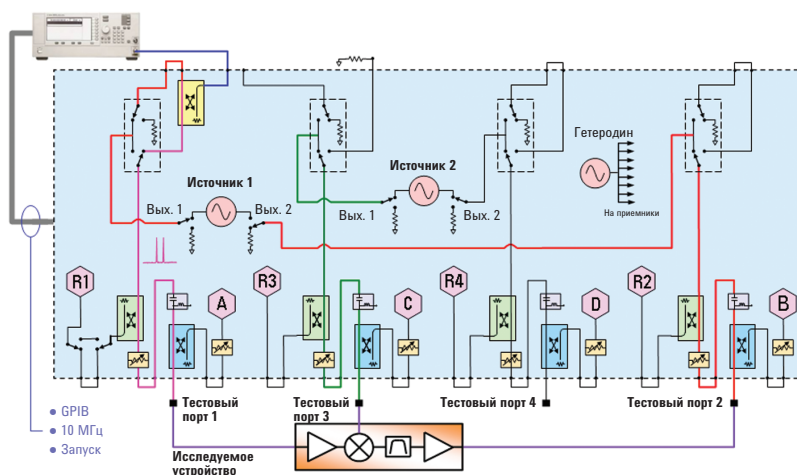 Источник 1
Вых. 1
Вых. 2
Источник 2
Вых. 1
Вых. 2
Гетеродин
На приемники
R1
A
R3
C
R4
D
R2
B
Тестовый
порт 1
Тестовый
порт 3
Тестовый порт 4
Тестовый порт 2
• GPIB
• 10 МГц
• Запуск
Исследуемое
устройство